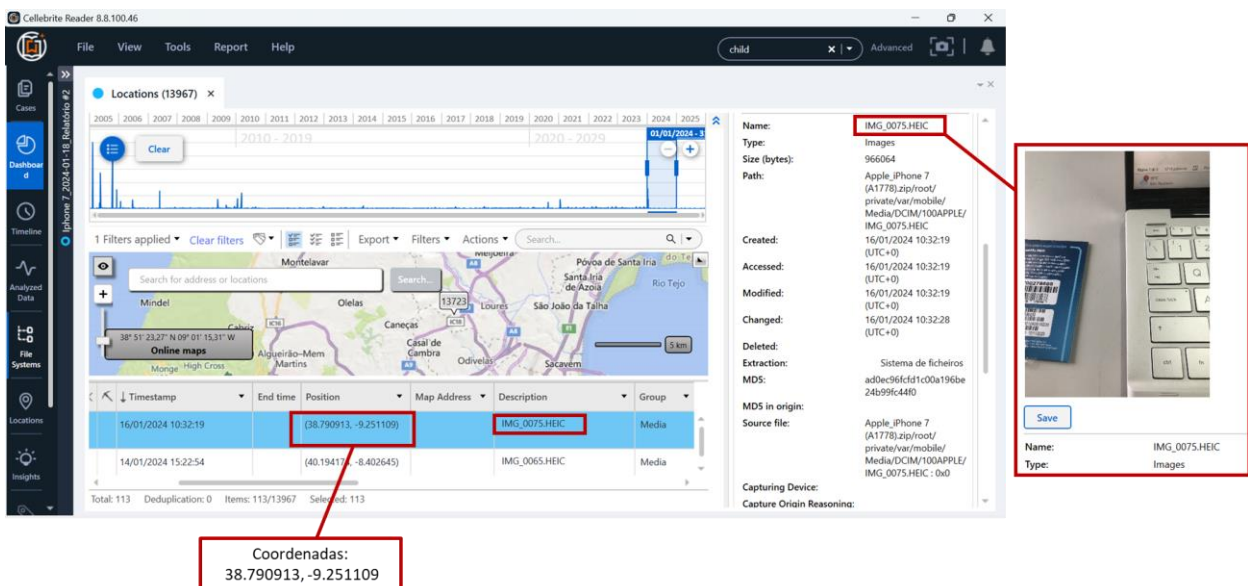 Cellebrite Reader 8.8.100.46
File View Tools Report Help
child
Advanced
Cases
Dashboar
d
Timeline
Analyzed
Data
File
Systems
Locations
Insights
Iphone 7_2024-01-18_Relatório #2
Locations (13967)
2005 2006 2007 2008 2009 2010 2011 2012 2013 2014 2015 2016 2017 2018 2019 2020 2021 2022 2023 2024 2025
2010 - 2019
2020 - 2029
01/01/2024 - 3
Clear
1 Filters applied Clear filters Export Filters Actions Search...
Search for address or locations
Search...
Montelavar
Póvoa de Santa Iria
Santa Iria
de Azoia
Rio Tejo
Mindel
Olelas
13723
Loures
São João da Talha
Caneças
IC16
IC18
A8
38° 51' 23,27" N 09° 01' 15,31" W
Online maps
Algueirão-Mem
Martins
Casal de
Cambra
Odivelas
Sacavém
Monge High Cross
A9
5 km
Timestamp End time Position Map Address Description Group
16/01/2024 10:32:19 (38.790913, -9.251109) IMG_0075.HEIC Media
14/01/2024 15:22:54 -8.402645) IMG_0065.HEIC Media
Total: 113 Deduplication: 0 Items: 113/13967 Selected: 113
Coordenadas:
38.790913, -9.251109
Name: IMG_0075.HEIC
Type: Images
Size (bytes): 966064
Path: Apple_iPhone 7
(A1778).zip/root/
private/var/mobile/
Media/DCIM/100APPLE/
IMG_0075.HEIC
Created: 16/01/2024 10:32:19
(UTC+0)
Accessed: 16/01/2024 10:32:19
(UTC+0)
Modified: 16/01/2024 10:32:19
(UTC+0)
Changed: 16/01/2024 10:32:28
(UTC+0)
Deleted:
Extraction: Sistema de ficheiros
MD5: ad0ec96fcfd1c00a196be
24b99fc44f0
MD5 in origin:
Source file: Apple_iPhone 7
(A1778).zip/root/
private/var/mobile/
Media/DCIM/100APPLE/
IMG_0075.HEIC : 0x0
Capturing Device:
Capture Origin Reasoning:
Save
Name: IMG_0075.HEIC
Type: Images